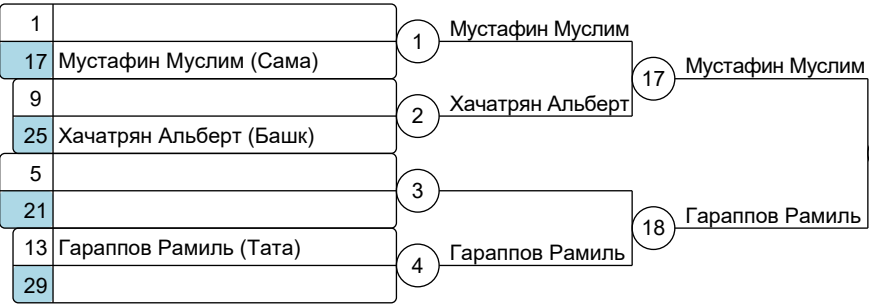 1
17 Мустафин Муслим (Сама)
9
25 Хачатрян Альберт (Башк)
5
21
13 Гараппов Рамиль (Тата)
29
1 Мустафин Муслим
2 Хачатрян Альберт
3
4 Гараппов Рамиль
17 Мустафин Муслим
18 Гараппов Рамиль